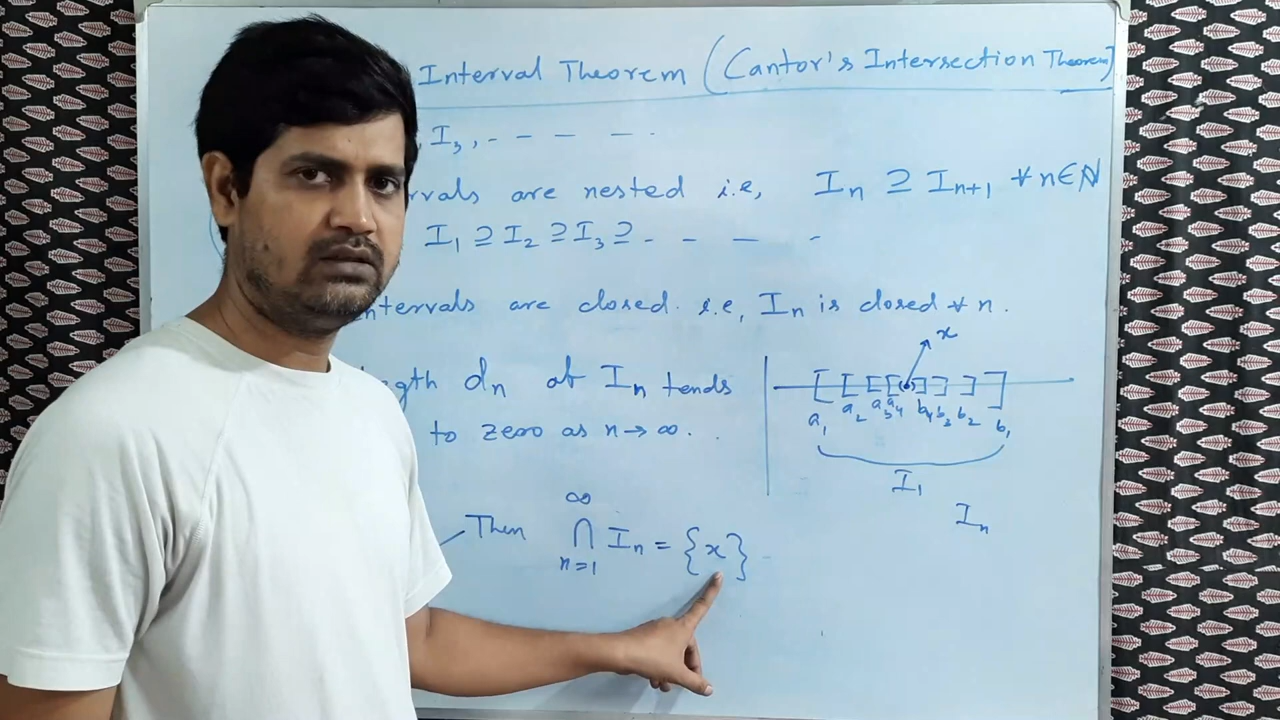 Interval Theorem (Cantor's Intersection Theorem)
, I₃, - - - - .
rvals are nested i.e, Iₙ ⊇ Iₙ₊₁ ∀ n∈ℕ
I₁ ⊇ I₂ ⊇ I₃ ⊇ - - - -
ntervals are closed. i.e, Iₙ is closed ∀ n.
ngth dₙ of Iₙ tends
to zero as n→∞.
x
[ [ [ [ ] ] ] ]
a₁ a₂ a₃ a₄ b₄ b₃ b₂ b₁
I₁
Iₙ
Then ∞ ⋂ n=1 Iₙ = {x}